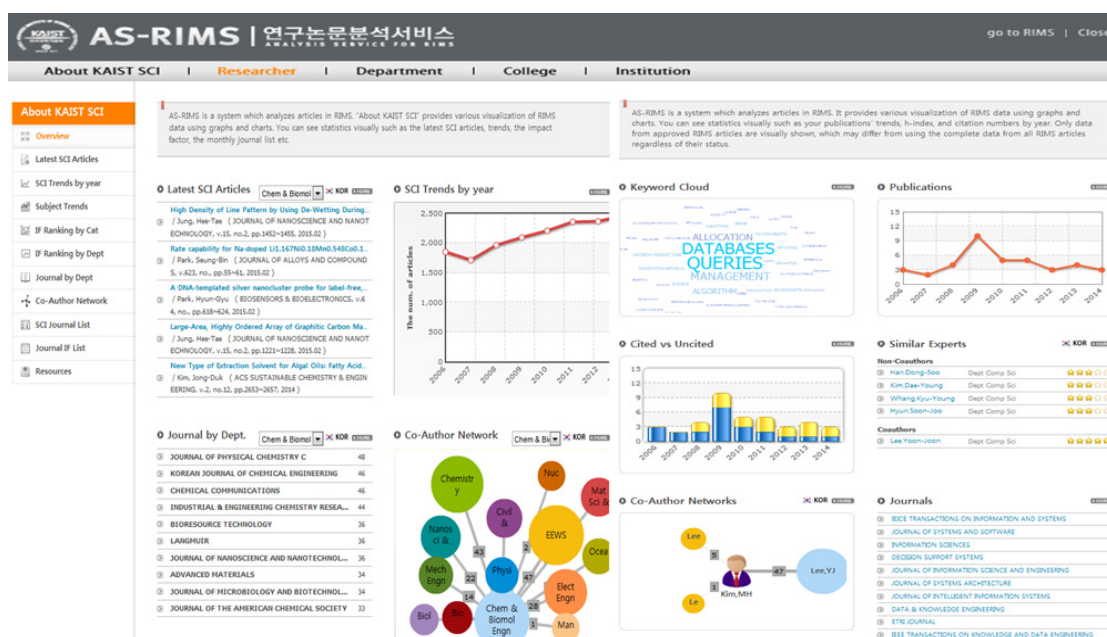 KAIST AS-RIMS | 연구논문분석서비스
ANALYSIS SERVICE FOR RIMS
go to RIMS | Close
About KAIST SCI | Researcher | Department | College | Institution
About KAIST SCI
Overview
Latest SCI Articles
SCI Trends by year
Subject Trends
IF Ranking by Cat
IF Ranking by Dept
Journal by Dept
Co-Author Network
SCI Journal List
Journal IF List
Resources
AS-RIMS is a system which analyzes articles in RIMS. "About KAIST SCI" provides various visualization of RIMS
data using graphs and charts. You can see statistics visually such as the latest SCI articles, trends, the impact
factor, the monthly journal list etc.
Latest SCI Articles Chem & Biomol KOR MORE
High Density of Line Pattern by Using De-Wetting During..
/ Jung, Hee-Tae ( JOURNAL OF NANOSCIENCE AND NANOT
ECHNOLOGY, v.15, no.2, pp.1452~1455, 2015.02 )
Rate capability for Na-doped Li1.167Ni0.18Mn0.548Co0.1..
/ Park, Seung-Bin ( JOURNAL OF ALLOYS AND COMPOUND
S, v.623, no., pp.55~61, 2015.02 )
A DNA-templated silver nanocluster probe for label-free,..
/ Park, Hyun-Gyu ( BIOSENSORS & BIOELECTRONICS, v.6
4, no., pp.618~624, 2015.02 )
Large-Area, Highly Ordered Array of Graphitic Carbon Ma..
/ Jung, Hee-Tae ( JOURNAL OF NANOSCIENCE AND NANOT
ECHNOLOGY, v.15, no.2, pp.1221~1228, 2015.02 )
New Type of Extraction Solvent for Algal Oils: Fatty Acid..
/ Kim, Jong-Duk ( ACS SUSTAINABLE CHEMISTRY & ENGIN
EERING, v.2, no.12, pp.2653~2657, 2014 )
SCI Trends by year MORE
The num. of articles
2,500
2,000
1,500
1,000
500
0
2006 2007 2008 2009 2010 2011 2012
Journal by Dept. Chem & Biomol KOR MORE
JOURNAL OF PHYSICAL CHEMISTRY C 48
KOREAN JOURNAL OF CHEMICAL ENGINEERING 46
CHEMICAL COMMUNICATIONS 46
INDUSTRIAL & ENGINEERING CHEMISTRY RESEA... 44
BIORESOURCE TECHNOLOGY 36
LANGMUIR 36
JOURNAL OF NANOSCIENCE AND NANOTECHNOL... 36
ADVANCED MATERIALS 34
JOURNAL OF MICROBIOLOGY AND BIOTECHNOL... 34
JOURNAL OF THE AMERICAN CHEMICAL SOCIETY 33
Co-Author Network Chem & Bi KOR MORE
Chemistr
y
Nuc
Mat
Sci &
Civil
&
Nanos
ci &
EEWS
Ocea
43
2
Mech
Engn
22
Physi
47
Elect
Engn
14
28
Biol
Bio
Chem &
Biomol
Engn
1
Man
AS-RIMS is a system which analyzes articles in RIMS. It provides various visualization of RIMS data using graphs and
charts. You can see statistics visually such as your publications' trends, h-index, and citation numbers by year. Only data
from approved RIMS articles are visually shown, which may differ from using the complete data from all RIMS articles
regardless of their status.
Keyword Cloud MORE
ALLOCATION
DATABASES
QUERIES
MANAGEMENT
ALGORITHM
Publications
15
12
9
6
3
0
2006 2007 2008 2009 2010 2011 2012 2013 2014
Cited vs Uncited MORE
15
12
9
6
3
0
2006 2007 2008 2009 2010 2011 2012 2013 2014
Similar Experts KOR
Non-Coauthors
Han,Dong-Soo Dept Comp Sci
Kim,Dae-Young Dept Comp Sci
Whang,Kyu-Young Dept Comp Sci
Hyun,Soon-Joo Dept Comp Sci
Coauthors
Lee,Yoon-Joon Dept Comp Sci
Co-Author Networks KOR MORE
Lee
5
47
Lee,YJ
1
Kim,MH
Le
Journals
IEICE TRANSACTIONS ON INFORMATION AND SYSTEMS
JOURNAL OF SYSTEMS AND SOFTWARE
INFORMATION SCIENCES
DECISION SUPPORT SYSTEMS
JOURNAL OF INFORMATION SCIENCE AND ENGINEERING
JOURNAL OF SYSTEMS ARCHITECTURE
JOURNAL OF INTELLIGENT INFORMATION SYSTEMS
DATA & KNOWLEDGE ENGINEERING
ETRI JOURNAL
IEEE TRANSACTIONS ON KNOWLEDGE AND DATA ENGINEERING